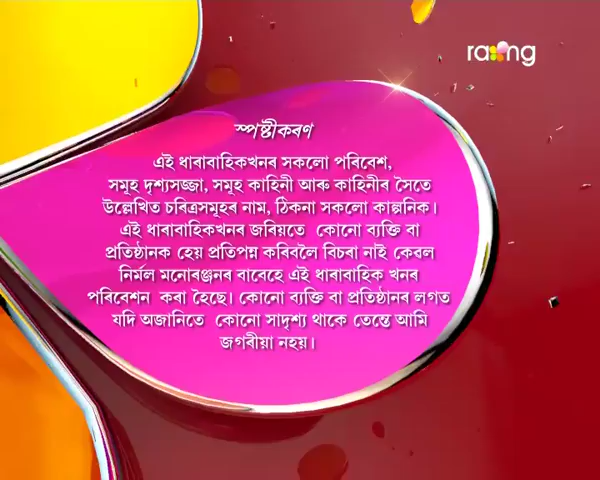 rang
স্পষ্টীকৰণ
এই ধাৰাবাহিকখনৰ সকলো পৰিবেশ,
সমূহ দৃশ্যসজ্জা, সমূহ কাহিনী আৰু কাহিনীৰ সৈতে
উল্লেখিত চৰিত্ৰসমূহৰ নাম, ঠিকনা সকলো কাল্পনিক।
এই ধাৰাবাহিকখনৰ জৰিয়তে কোনো ব্যক্তি বা
প্ৰতিষ্ঠানক হেয় প্ৰতিপন্ন কৰিবলৈ বিচৰা নাই কেৱল
নিৰ্মল মনোৰঞ্জনৰ বাবেহে এই ধাৰাবাহিক খনৰ
পৰিবেশন কৰা হৈছে। কোনো ব্যক্তি বা প্ৰতিষ্ঠানৰ লগত
যদি অজানিতে কোনো সাদৃশ্য থাকে তেন্তে আমি
জগৰীয়া নহয়।